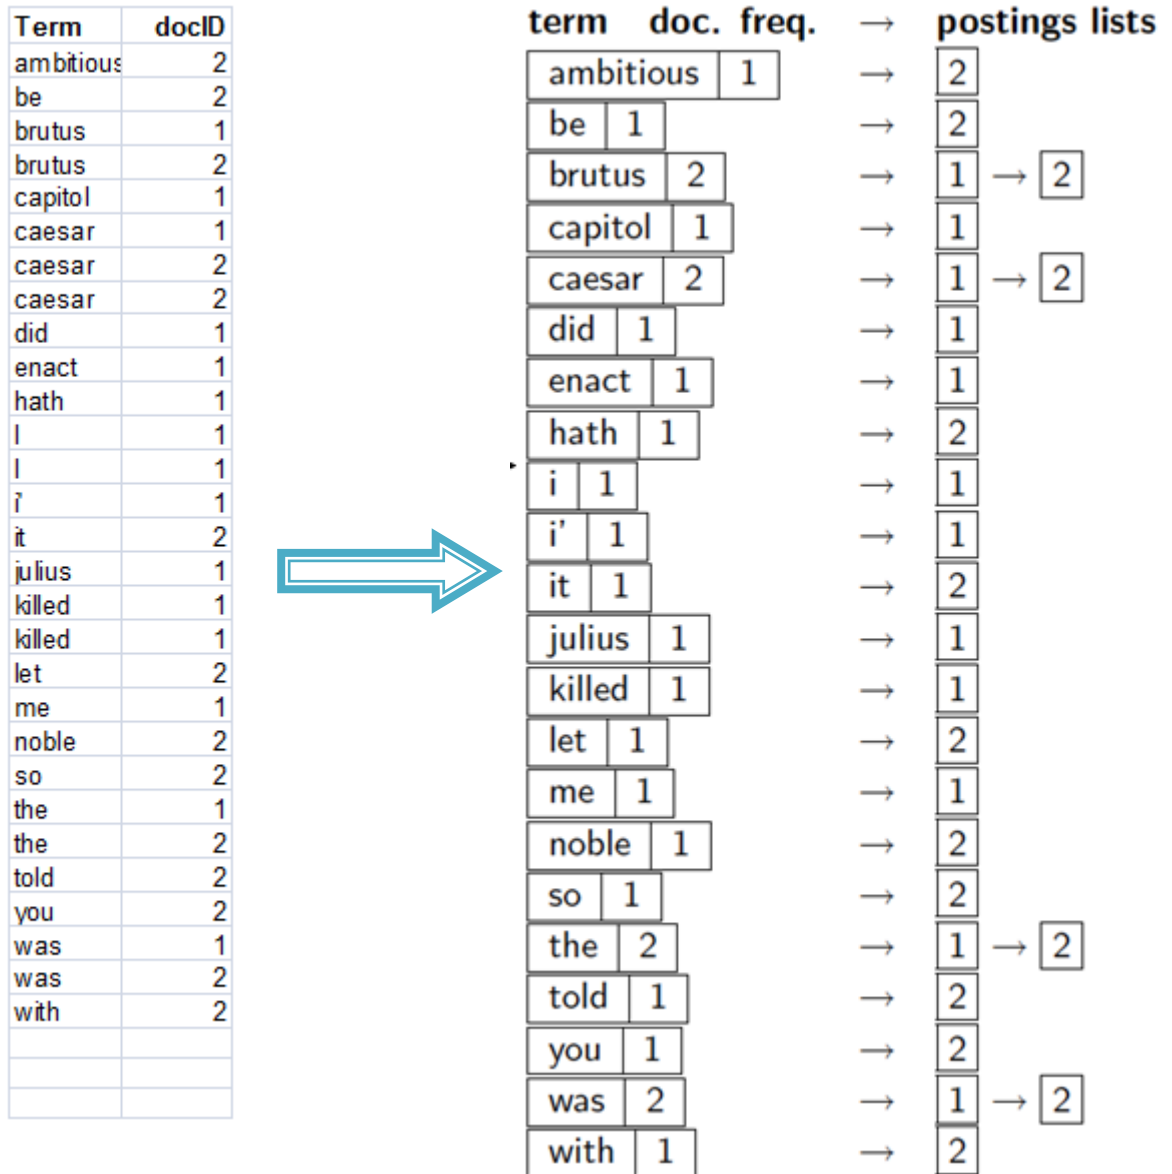 Term docID
ambitious 2
be 2
brutus 1
brutus 2
capitol 1
caesar 1
caesar 2
caesar 2
did 1
enact 1
hath 1
I 1
I 1
i' 1
it 2
julius 1
killed 1
killed 1
let 2
me 1
noble 2
so 2
the 1
the 2
told 2
you 2
was 1
was 2
with 2
term doc. freq. → postings lists
ambitious 1 → 2
be 1 → 2
brutus 2 → 1 → 2
capitol 1 → 1
caesar 2 → 1 → 2
did 1 → 1
enact 1 → 1
hath 1 → 2
i 1 → 1
i' 1 → 1
it 1 → 2
julius 1 → 1
killed 1 → 1
let 1 → 2
me 1 → 1
noble 1 → 2
so 1 → 2
the 2 → 1 → 2
told 1 → 2
you 1 → 2
was 2 → 1 → 2
with 1 → 2